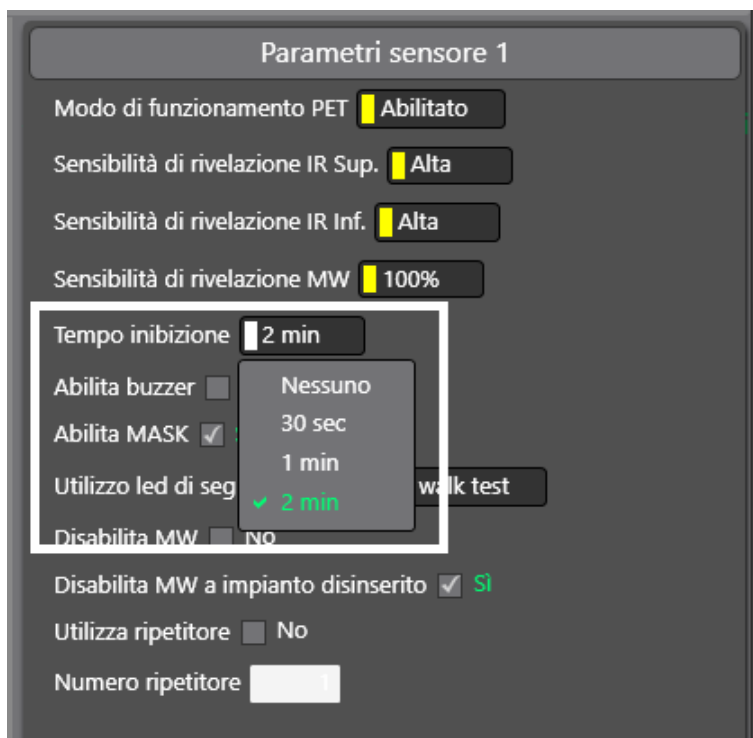 Parametri sensore 1
Modo di funzionamento PET Abilitato
Sensibilità di rivelazione IR Sup. Alta
Sensibilità di rivelazione IR Inf. Alta
Sensibilità di rivelazione MW 100%
Tempo inibizione 2 min
Abilita buzzer
Nessuno
Abilita MASK
30 sec
1 min
Utilizzo led di seg walk test
2 min
Disabilita MW No
Disabilita MW a impianto disinserito Sì
Utilizza ripetitore No
Numero ripetitore 1